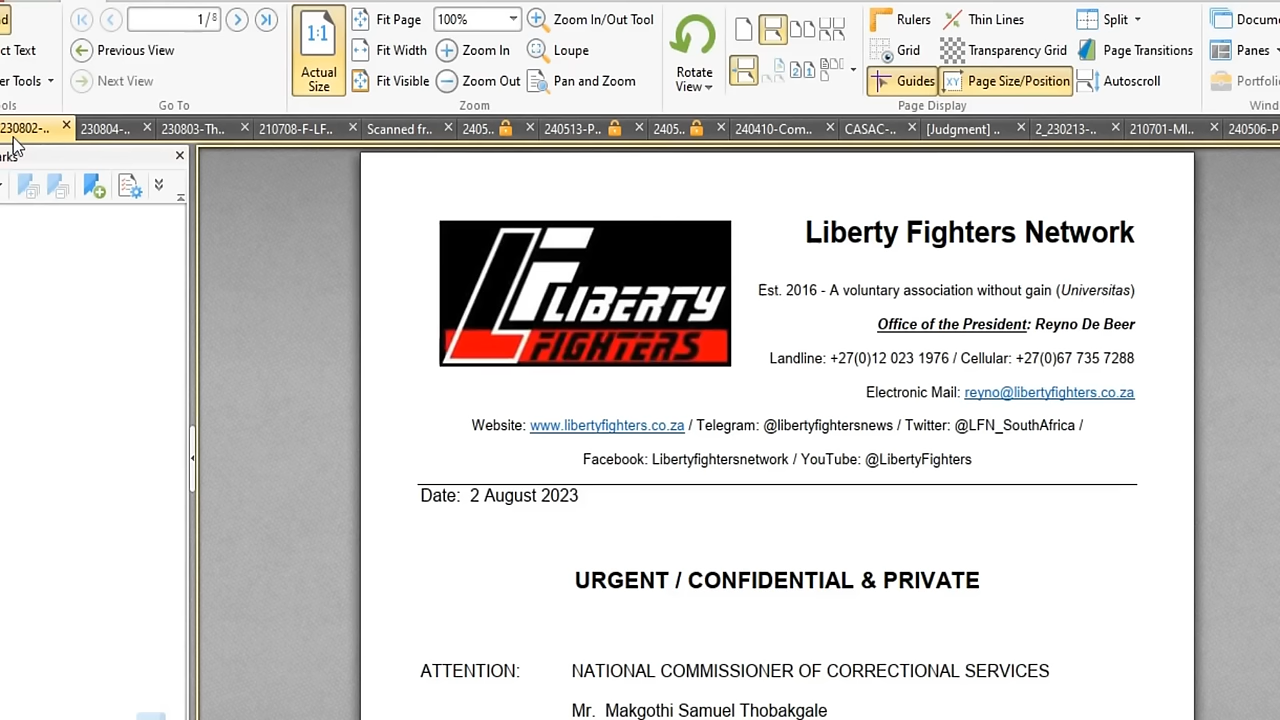 1 / 8
Fit Page
100%
Zoom In/Out Tool
Rulers
Thin Lines
Split
Text
Previous View
1:1
Fit Width
Zoom In
Loupe
Grid
Transparency Grid
Page Transitions
Panes
Tools
Next View
Actual
Size
Fit Visible
Zoom Out
Pan and Zoom
Rotate
View
Guides
Page Size/Position
Autoscroll
Go To
Zoom
Page Display
230802-..
230804-..
230803-Th..
210708-F-LF..
Scanned fr..
2405..
240513-P..
2405..
240410-Com..
CASAC-..
[Judgment] ..
2_230213-..
210701-MI..
240506-P
Liberty Fighters Network
LIBERTY
FIGHTERS
Est. 2016 - A voluntary association without gain (Universitas)
Office of the President: Reyno De Beer
Landline: +27(0)12 023 1976 / Cellular: +27(0)67 735 7288
Electronic Mail: reyno@libertyfighters.co.za
Website: www.libertyfighters.co.za / Telegram: @libertyfightersnews / Twitter: @LFN_SouthAfrica /
Facebook: Libertyfightersnetwork / YouTube: @LibertyFighters
Date: 2 August 2023
URGENT / CONFIDENTIAL & PRIVATE
ATTENTION: NATIONAL COMMISSIONER OF CORRECTIONAL SERVICES
Mr. Makgothi Samuel Thobakgale